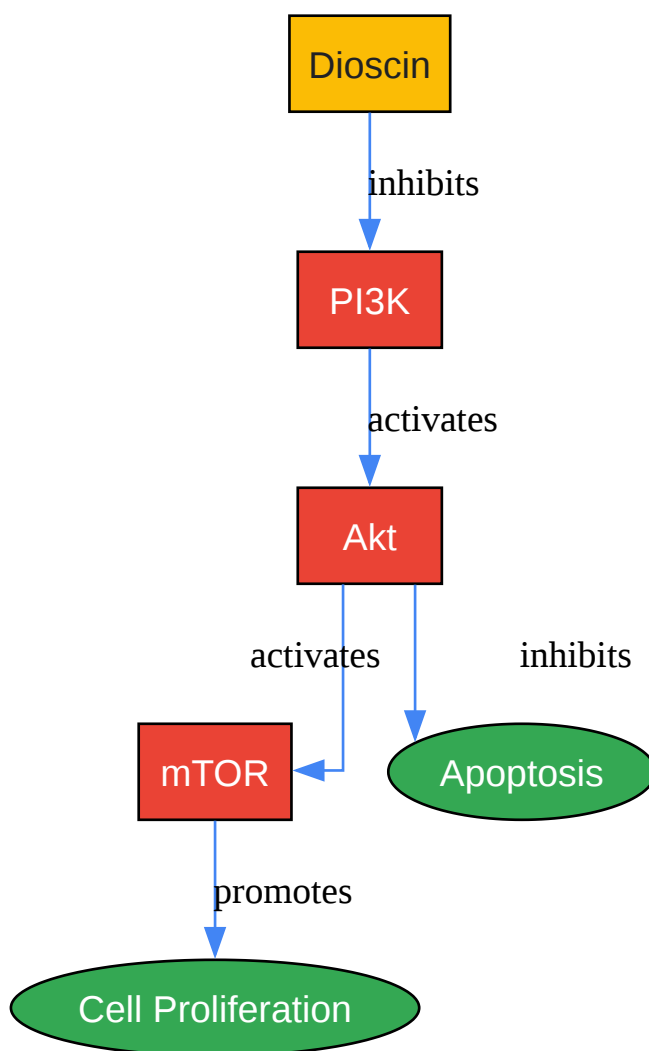 Dioscin
inhibits
PI3K
activates
Akt
activates
inhibits
mTOR
Apoptosis
promotes
Cell Proliferation